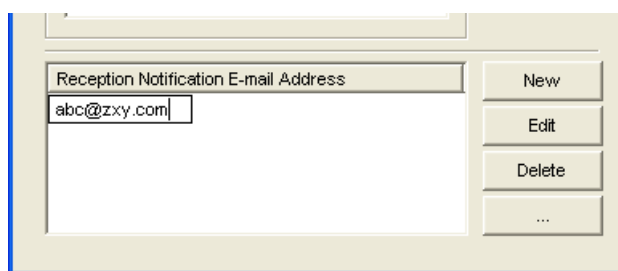 Reception Notification E-mail Address
abc@zxy.com
New
Edit
Delete
...